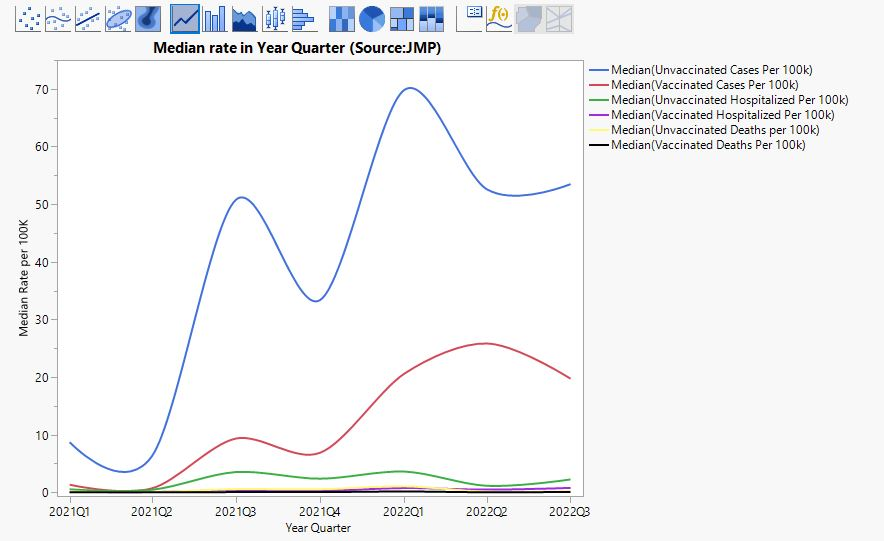 Median rate in Year Quarter (Source:JMP)
Median(Unvaccinated Cases Per 100k)
Median(Vaccinated Cases Per 100k)
Median(Unvaccinated Hospitalized Per 100k)
Median(Vaccinated Hospitalized Per 100k)
Median(Unvaccinated Deaths per 100k)
Median(Vaccinated Deaths Per 100k)
Median Rate per 100K
70
60
50
40
30
20
10
0
2021Q1 2021Q2 2021Q3 2021Q4 2022Q1 2022Q2 2022Q3
Year Quarter